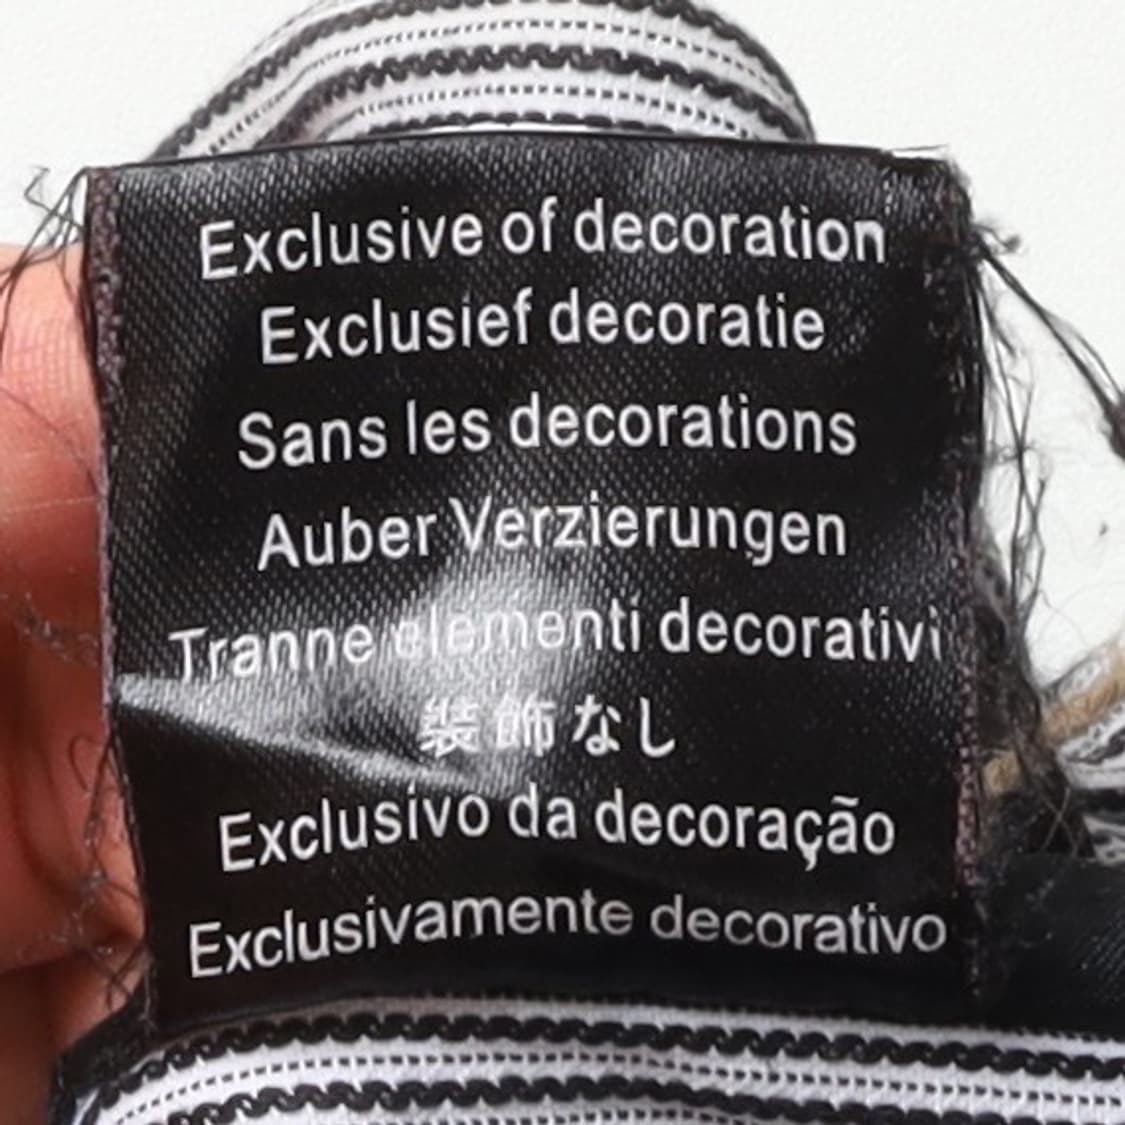 Exclusive of decoration
Exclusief decoratie
Sans les decorations
Auber Verzierungen
Tranne elementi decorativi
装飾なし
Exclusivo da decoração
Exclusivamente decorativo